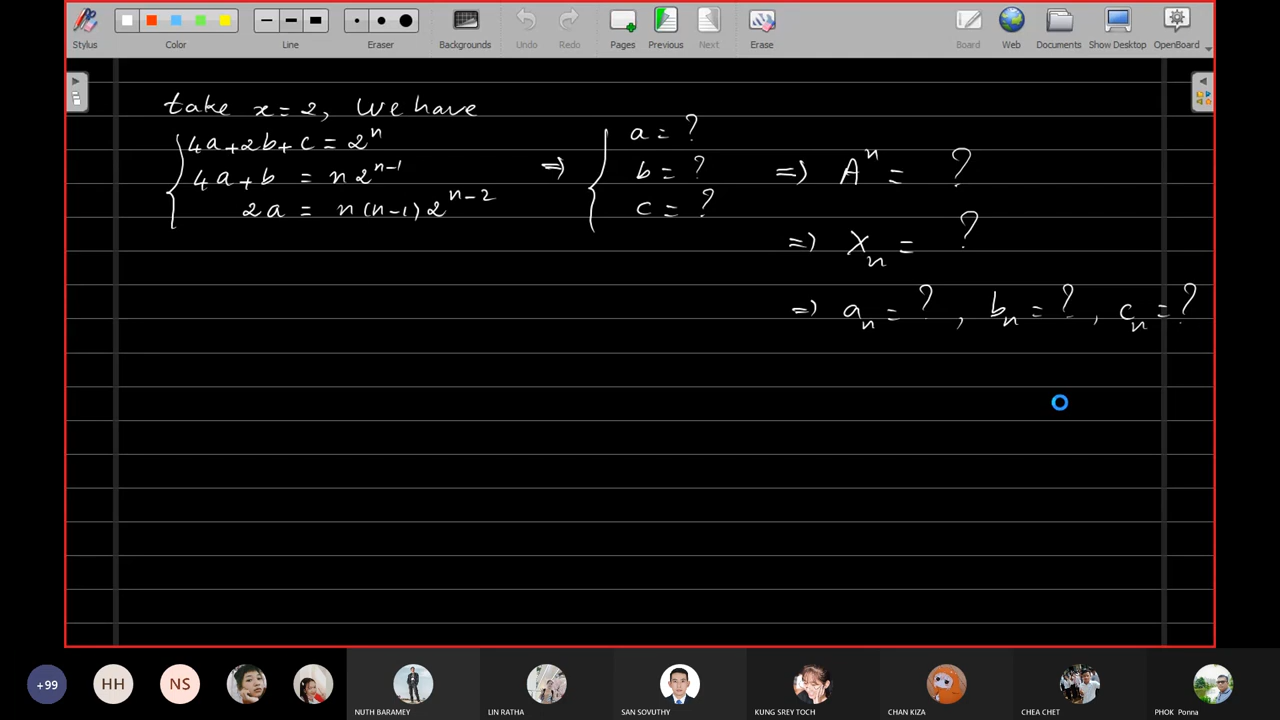 Stylus Color Line Eraser Backgrounds Undo Redo Pages Previous Next Erase Board Web Documents Show Desktop OpenBoard
take x = 2, We have
4a+2b+c = 2^n
4a+b = n2^{n-1}
2a = n(n-1)2^{n-2}
=> a = ?
b = ?
c = ?
=> A^n = ?
=> X_n = ?
=> a_n = ?, b_n = ?, c_n = ?
+99 HH NS
NUTH BARAMEY LIN RATHA SAN SOVUTHY KUNG SREY TOCH CHAN KIZA CHEA CHET PHOK Ponna